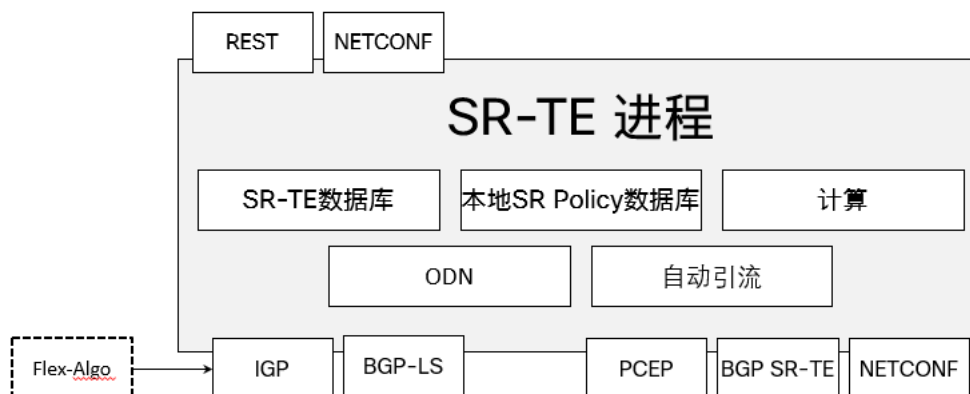 REST
NETCONF
SR-TE 进程
SR-TE数据库
本地SR Policy数据库
计算
ODN
自动引流
Flex-Algo
IGP
BGP-LS
PCEP
BGP SR-TE
NETCONF